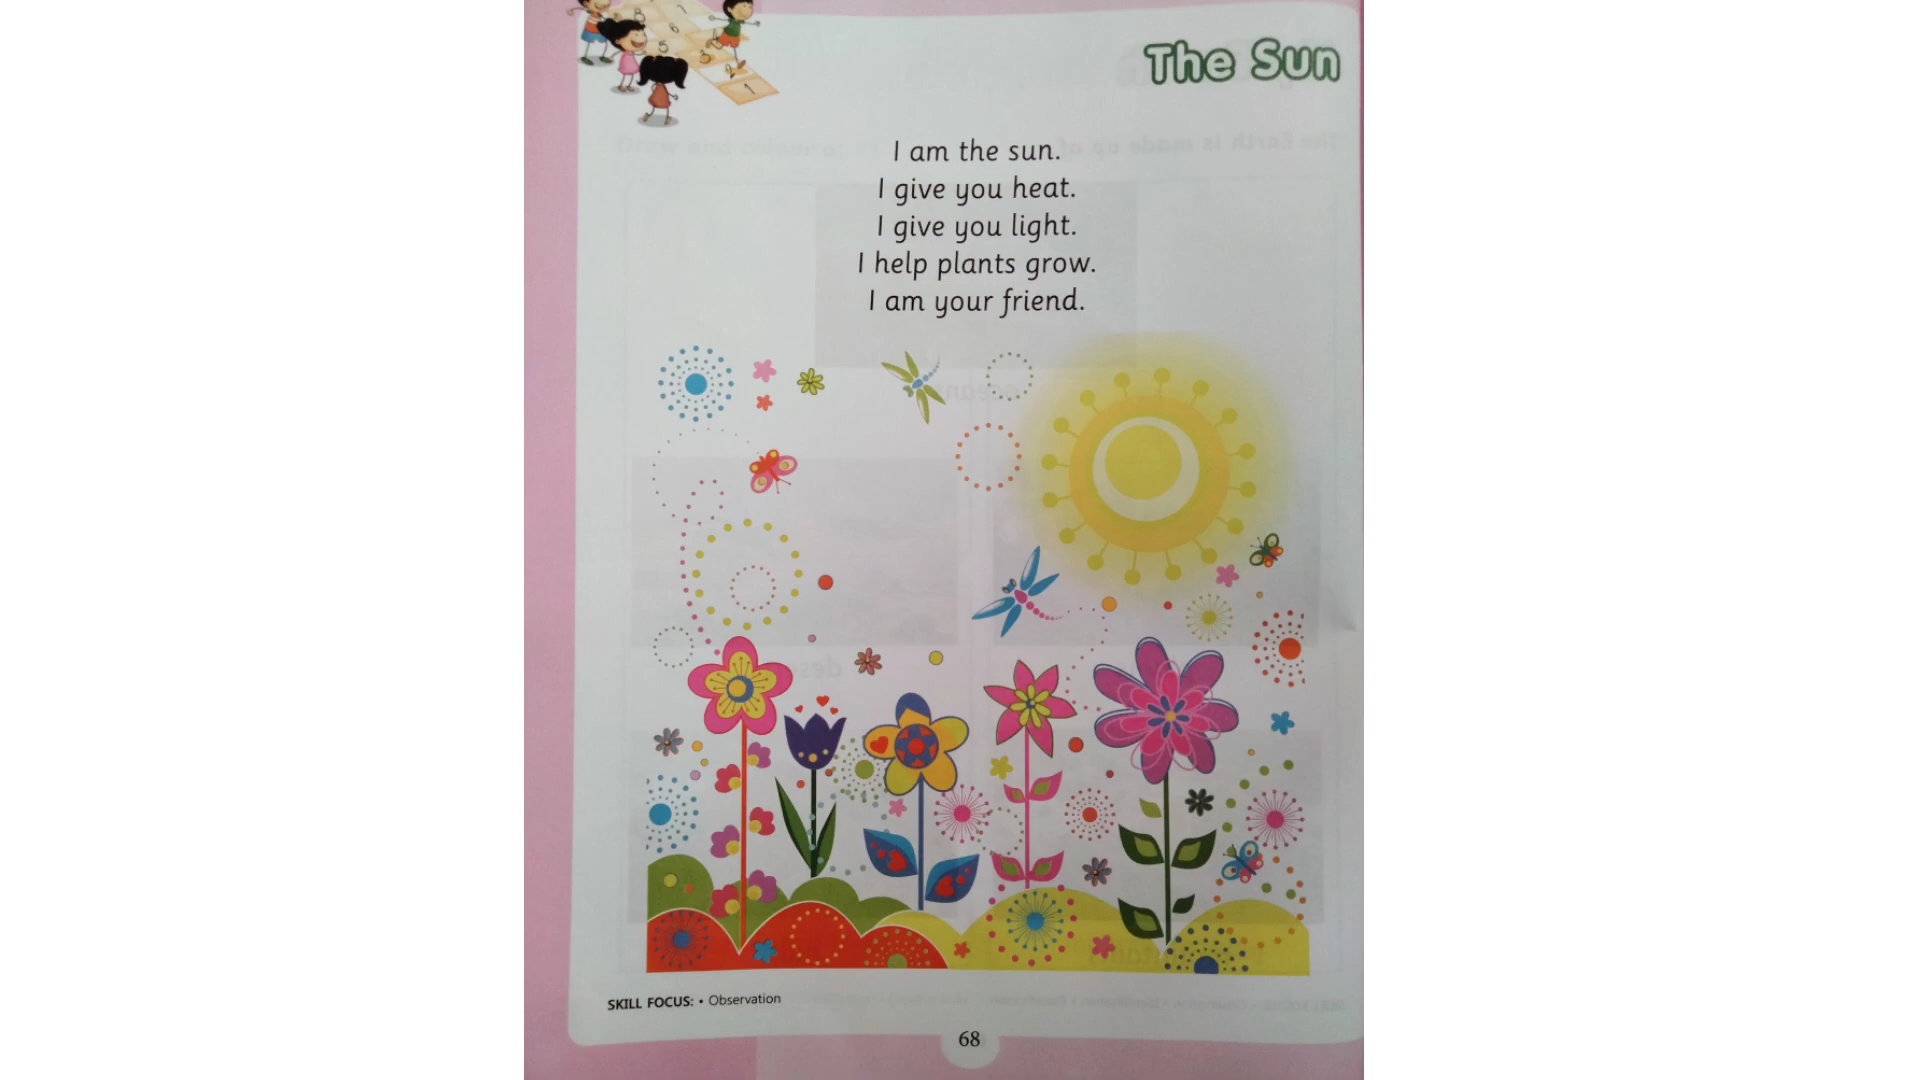 The Sun
I am the sun.
I give you heat.
I give you light.
I help plants grow.
I am your friend.
SKILL FOCUS: • Observation
68